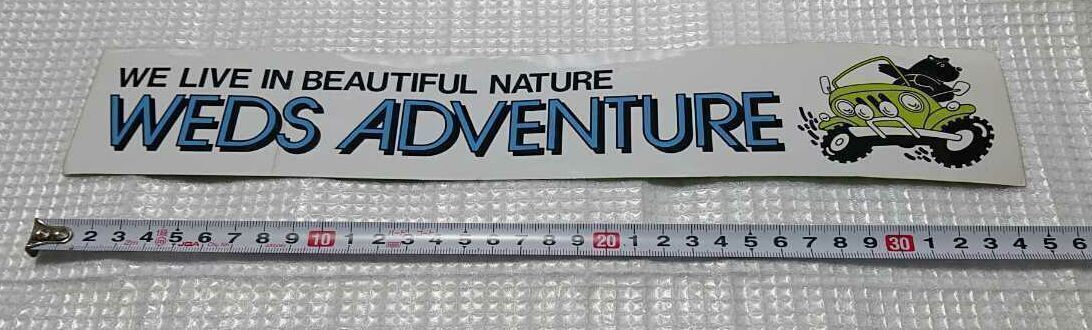 WE LIVE IN BEAUTIFUL NATURE
WEDS ADVENTURE
2 3 4 5 6 7 8 9 10 1 2 3 4 5 6 7 8 9 20 1 2 3 4 5 6 7 8 9 30 1 2 3 4 5 6